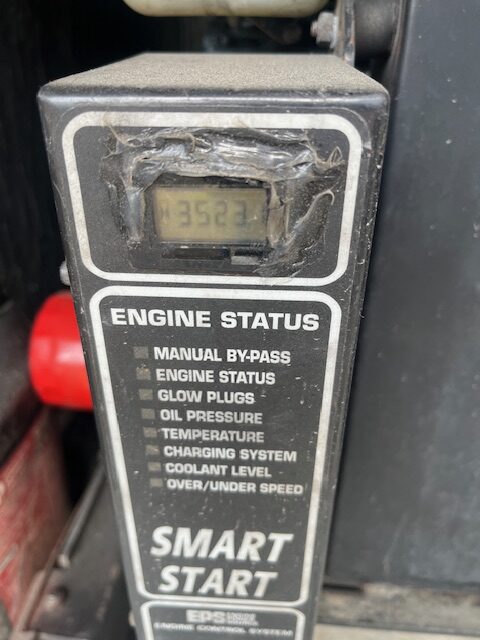 3523
ENGINE STATUS
MANUAL BY-PASS
ENGINE STATUS
GLOW PLUGS
OIL PRESSURE
TEMPERATURE
CHARGING SYSTEM
COOLANT LEVEL
OVER/UNDER SPEED
SMART
START
EPS
ENGINE CONTROL SYSTEM